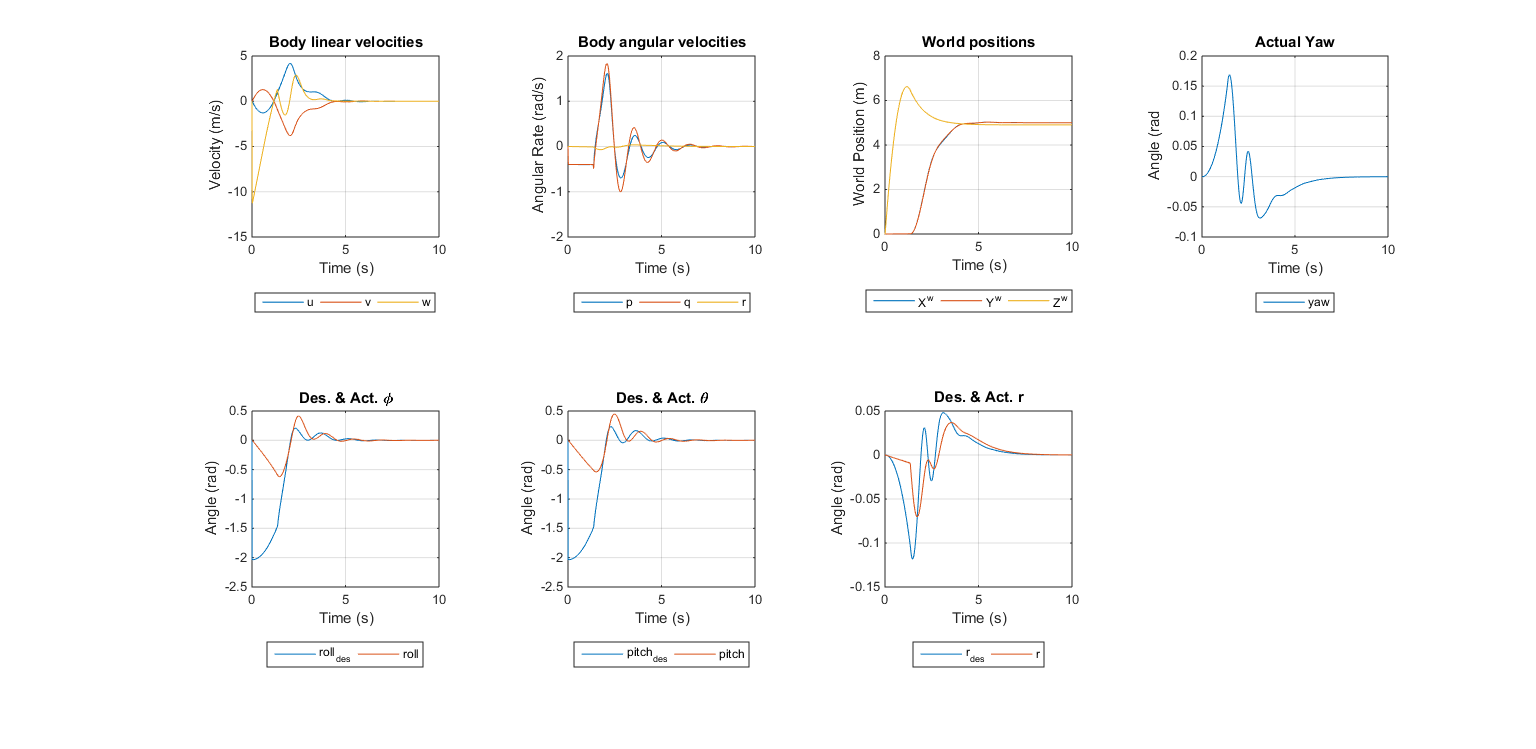 Body linear velocities
Velocity (m/s)
5
0
-5
-10
-15
0 5 10
Time (s)
u v w
Body angular velocities
Angular Rate (rad/s)
2
1
0
-1
-2
0 5 10
Time (s)
p q r
World positions
World Position (m)
8
6
4
2
0
0 5 10
Time (s)
X^w Y^w Z^w
Actual Yaw
Angle (rad
0.2
0.15
0.1
0.05
0
-0.05
-0.1
0 5 10
Time (s)
yaw
Des. & Act. ϕ
Angle (rad)
0.5
0
-0.5
-1
-1.5
-2
-2.5
0 5 10
Time (s)
roll_des roll
Des. & Act. θ
Angle (rad)
0.5
0
-0.5
-1
-1.5
-2
-2.5
0 5 10
Time (s)
pitch_des pitch
Des. & Act. r
Angle (rad)
0.05
0
-0.05
-0.1
-0.15
0 5 10
Time (s)
r_des r